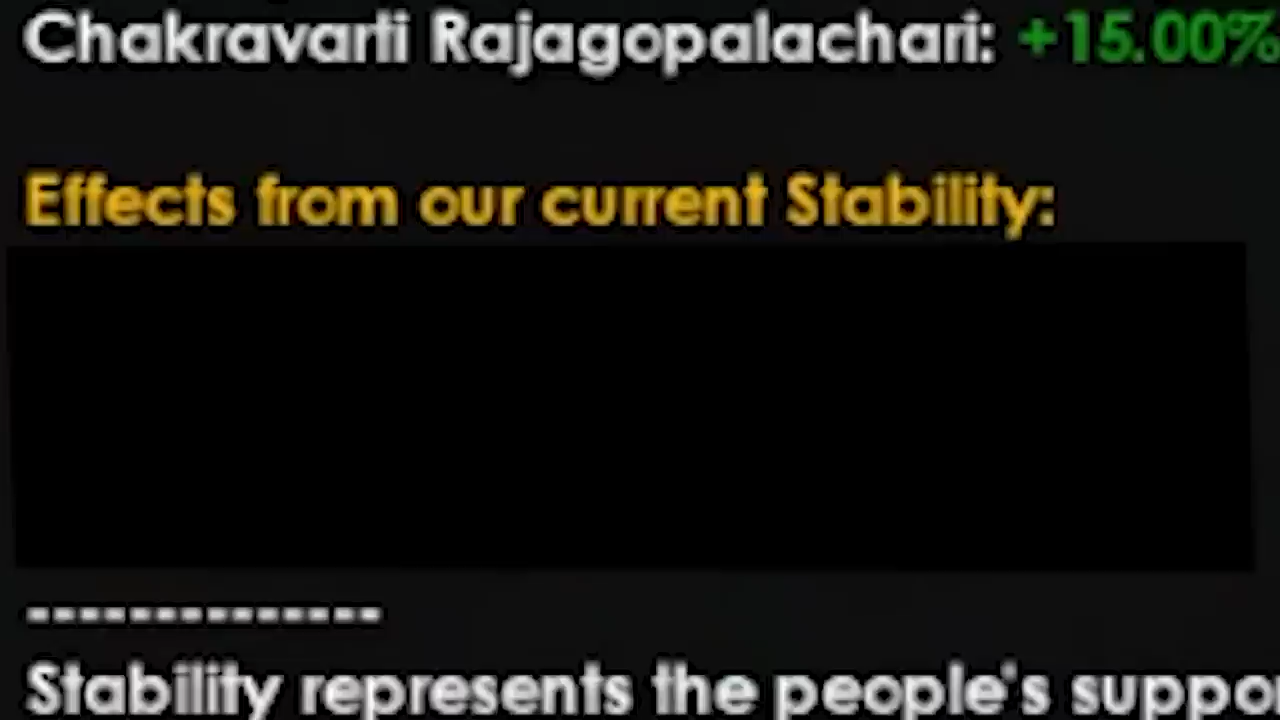 Chakravarti Rajagopalachari: +15.00%
Effects from our current Stability:
--------------
Stability represents the people's suppo